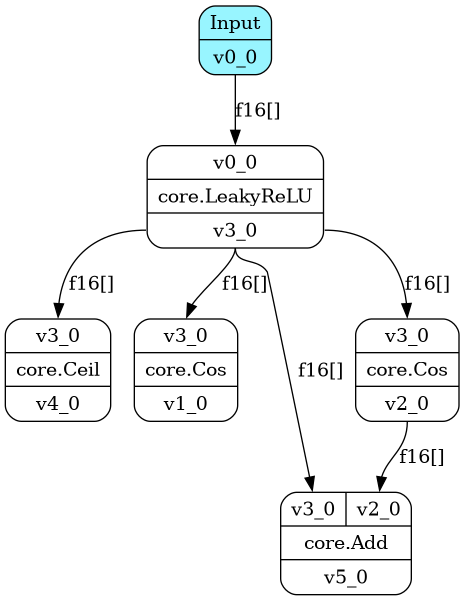 Input
v0_0
f16[]
v0_0
core.LeakyReLU
v3_0
f16[]
f16[]
f16[]
f16[]
v3_0
core.Ceil
v4_0
v3_0
core.Cos
v1_0
v3_0
core.Cos
v2_0
f16[]
v3_0 v2_0
core.Add
v5_0